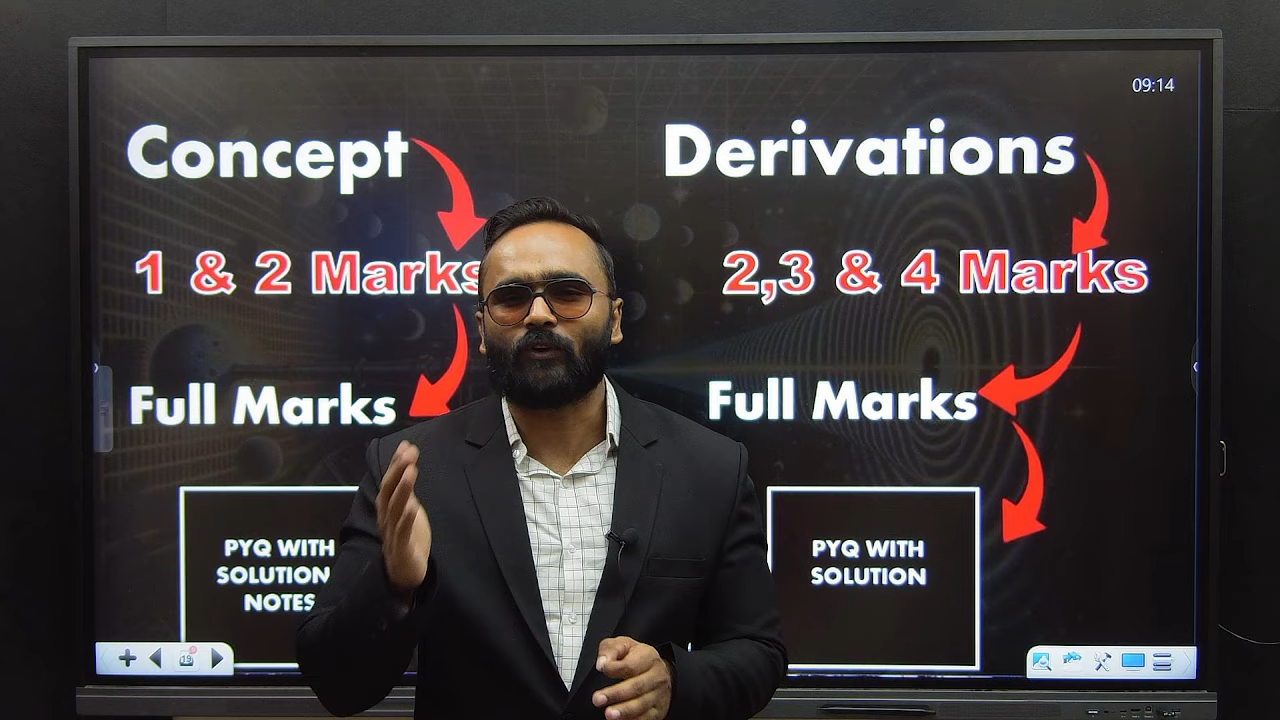 09:14
Concept
1 & 2 Marks
Full Marks
PYQ WITH
SOLUTION
NOTES
Derivations
2,3 & 4 Marks
Full Marks
PYQ WITH
SOLUTION
19